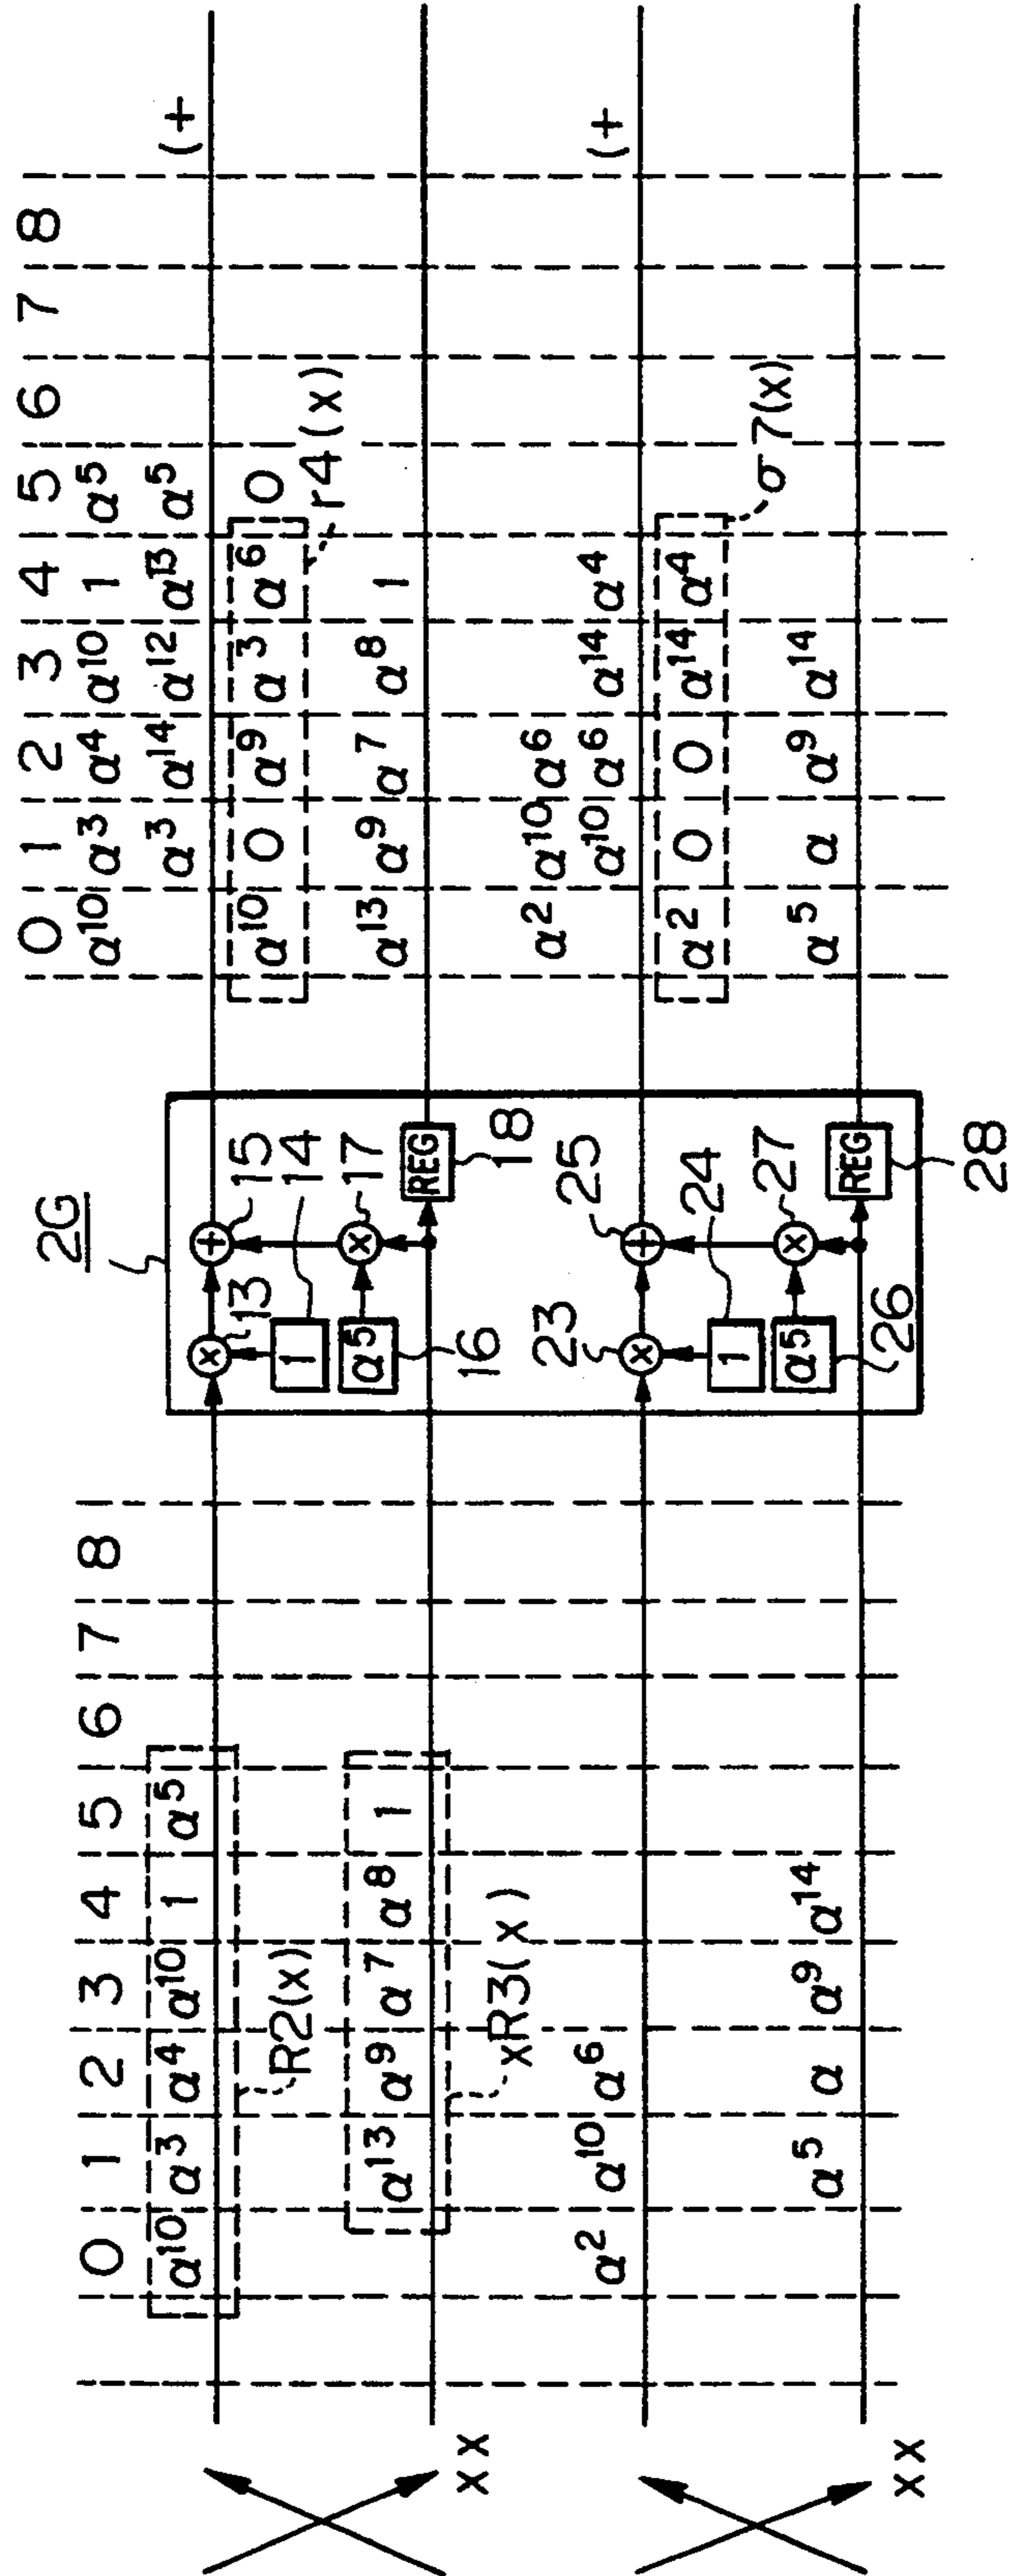 2G
0 1 2 3 4 5 6 7 8
α¹⁰ α³ α⁴ α¹⁰ 1 α⁵
R2(x)
α¹³ α⁹ α⁷ α⁸ 1
xR3(x)
α² α¹⁰ α⁶
α⁵ α α⁹ α¹⁴
×X
×X
× 13
+ 15
1 14
α⁵ 16
× 17
REG 18
× 23
+ 25
1 24
α⁵ 26
× 27
REG 28
0 1 2 3 4 5 6 7 8
α¹⁰ α³ α⁴ α¹⁰ 1 α⁵
α³ α¹⁴ α¹² α¹³ α⁵
(+
α¹⁰ 0 α⁹ α³ α⁶ 0
r4(x)
α¹³ α⁹ α⁷ α⁸ 1
α² α¹⁰ α⁶
α¹⁰ α⁶ α¹⁴ α⁴
(+
α² 0 0 α¹⁴ α⁴
σ7(x)
α⁵ α α⁹ α¹⁴